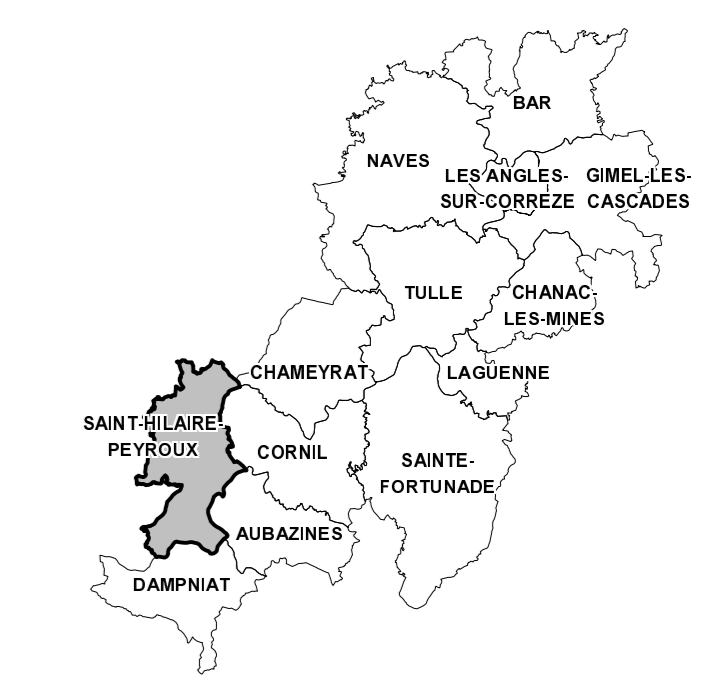 BAR
NAVES
LES ANGLES-
SUR-CORREZE
GIMEL-LES-
CASCADES
TULLE
CHANAC-
LES-MINES
CHAMEYRAT
LAGUENNE
SAINT-HILAIRE-
PEYROUX
CORNIL
SAINTE-
FORTUNADE
AUBAZINES
DAMPNIAT